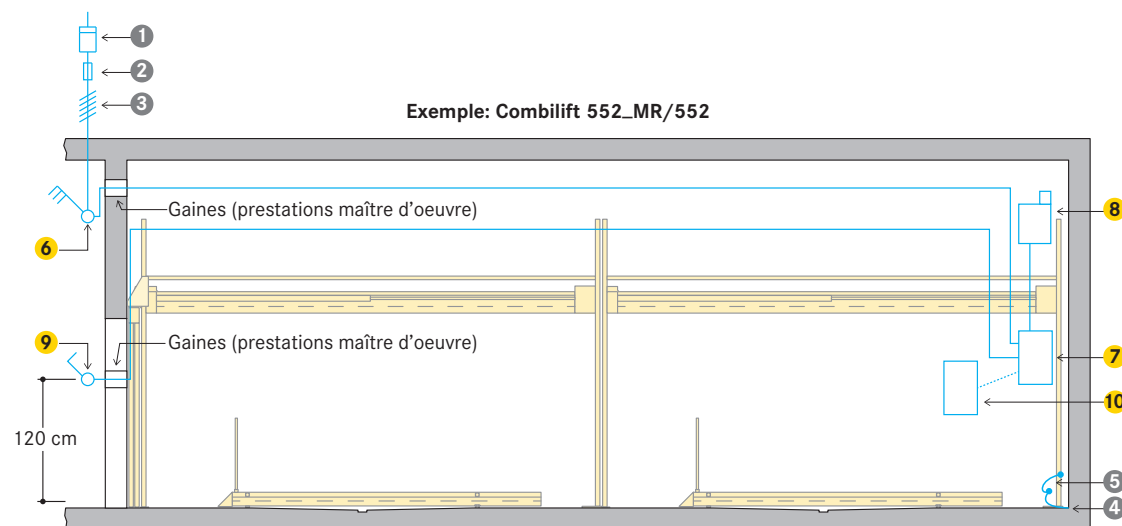 1
2
3
Exemple: Combilift 552_MR/552
Gaines (prestations maître d'oeuvre)
8
6
9
Gaines (prestations maître d'oeuvre)
7
10
120 cm
5
4